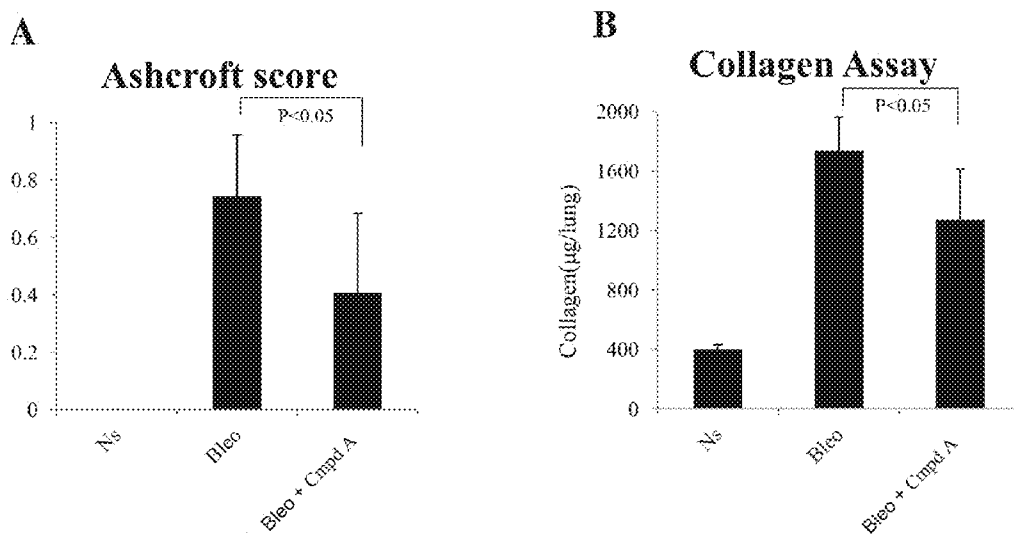 A
Ashcroft score
P<0.05
1
0.8
0.6
0.4
0.2
0
Ns
Bleo
Bleo + Cmpd A
B
Collagen Assay
P<0.05
Collagen(µg/lung)
2000
1600
1200
800
400
0
Ns
Bleo
Bleo + Cmpd A